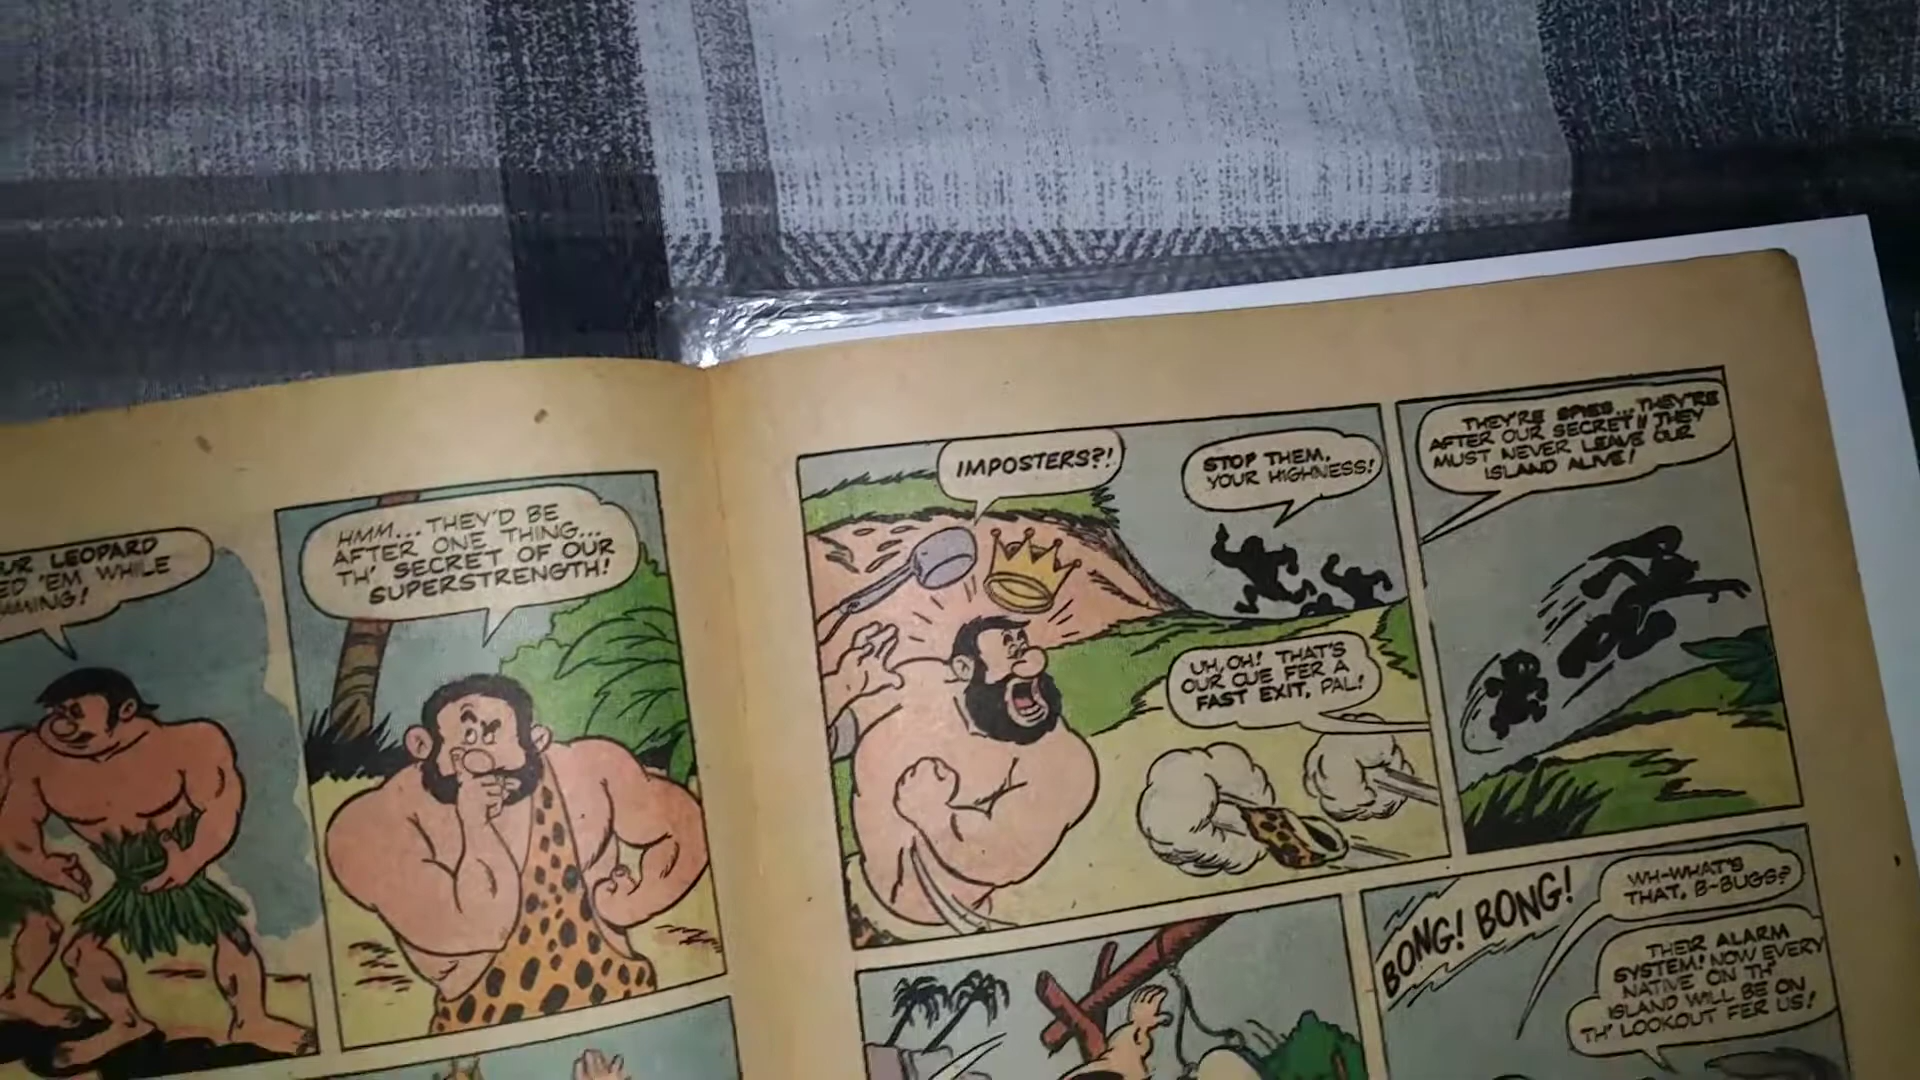 UR LEOPARD
ED 'EM WHILE
MMING!
HMM... THEY'D BE
AFTER ONE THING...
TH' SECRET OF OUR
SUPERSTRENGTH!
IMPOSTERS?!
STOP THEM,
YOUR HIGHNESS!
UH, OH! THAT'S
OUR CUE FER A
FAST EXIT, PAL!
THEY'RE SPIES... THEY'RE
AFTER OUR SECRET!! THEY
MUST NEVER LEAVE OUR
ISLAND ALIVE!
BONG! BONG!
WH-WHAT'S
THAT, B-BUGS?
THEIR ALARM
SYSTEM! NOW EVERY
NATIVE ON TH'
ISLAND WILL BE ON
TH' LOOKOUT FER US!